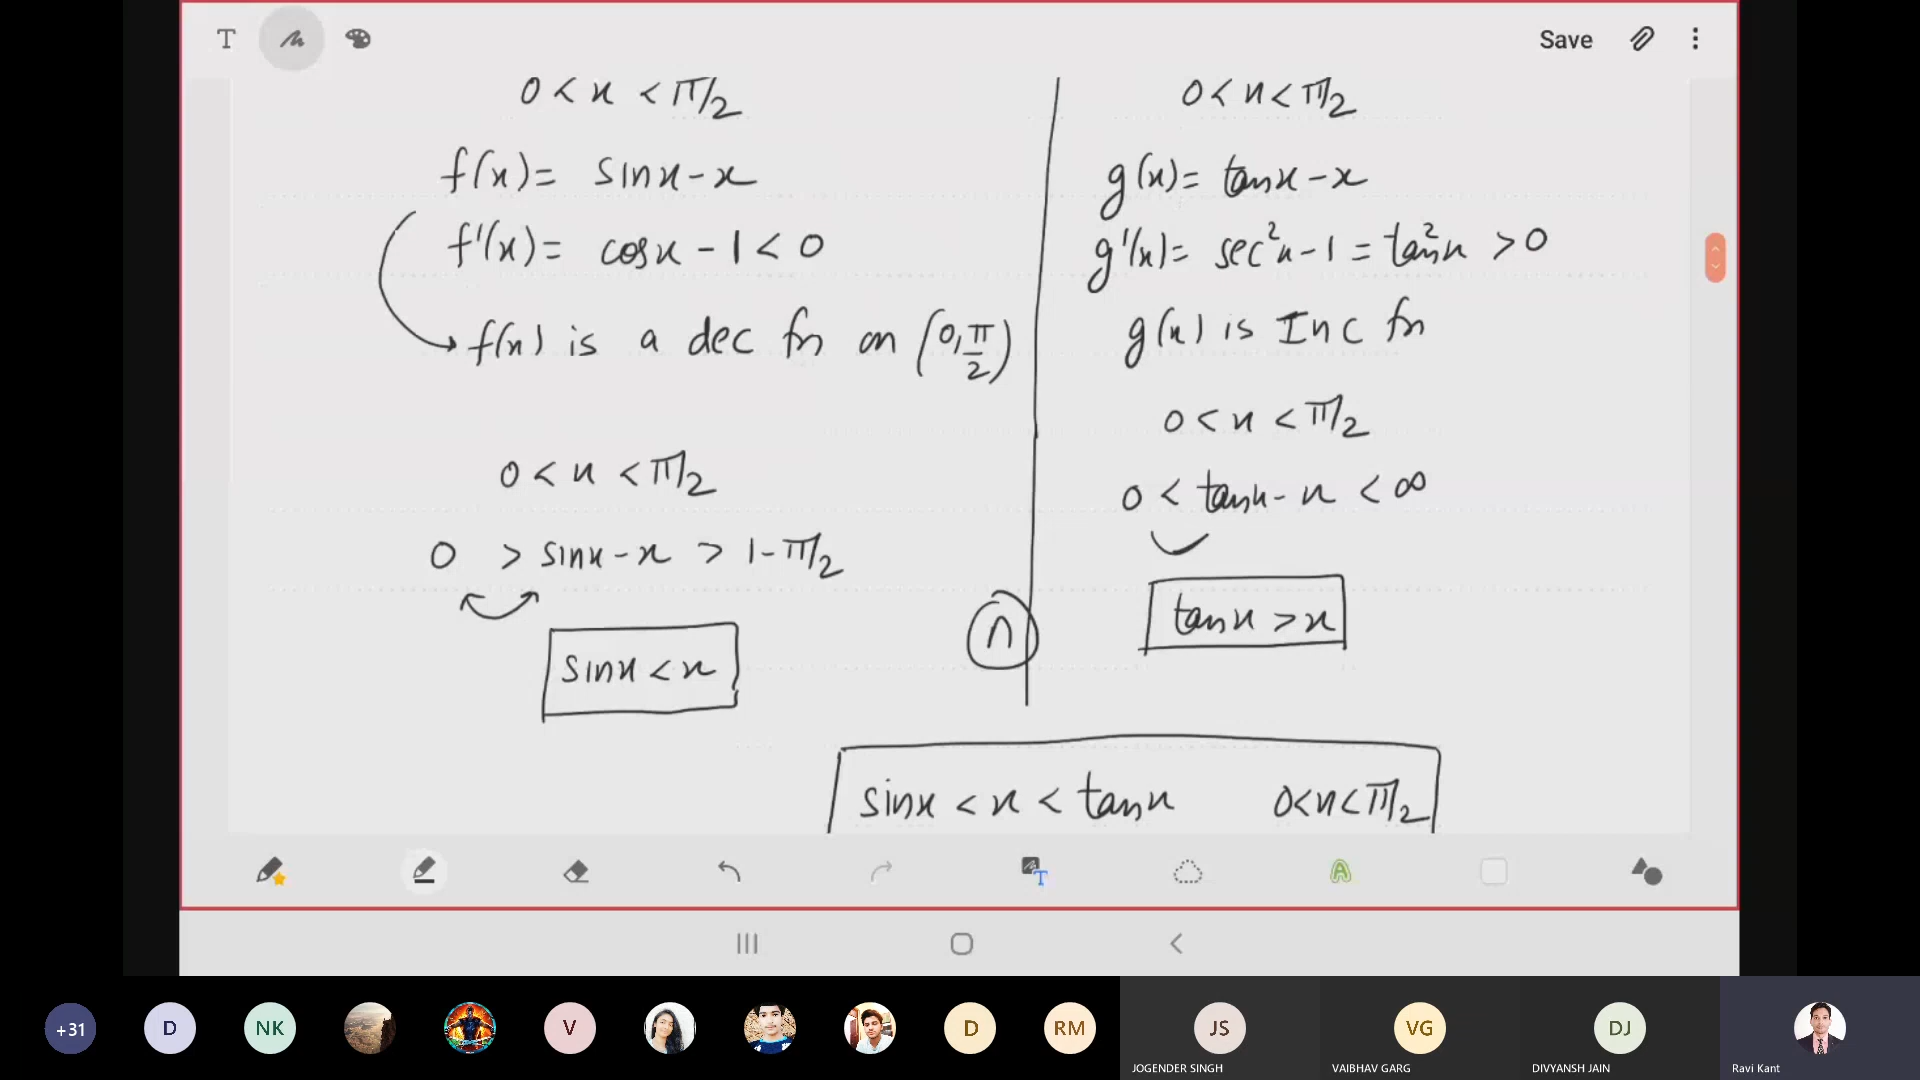 T
Save
0 < x < π/2
f(x) = sinx - x
f'(x) = cosx - 1 < 0
f(x) is a dec fn on (0, π/2)
0 < x < π/2
0 > sinx - x > 1 - π/2
sinx < x
0 < x < π/2
g(x) = tanx - x
g'(x) = sec²x - 1 = tan²x > 0
g(x) is Inc fn
0 < x < π/2
0 < tanx - x < ∞
tanx > x
∩
sinx < x < tanx 0<x<π/2
T
A
+31
D
NK
V
D
RM
JS
VG
DJ
JOGENDER SINGH
VAIBHAV GARG
DIVYANSH JAIN
Ravi Kant